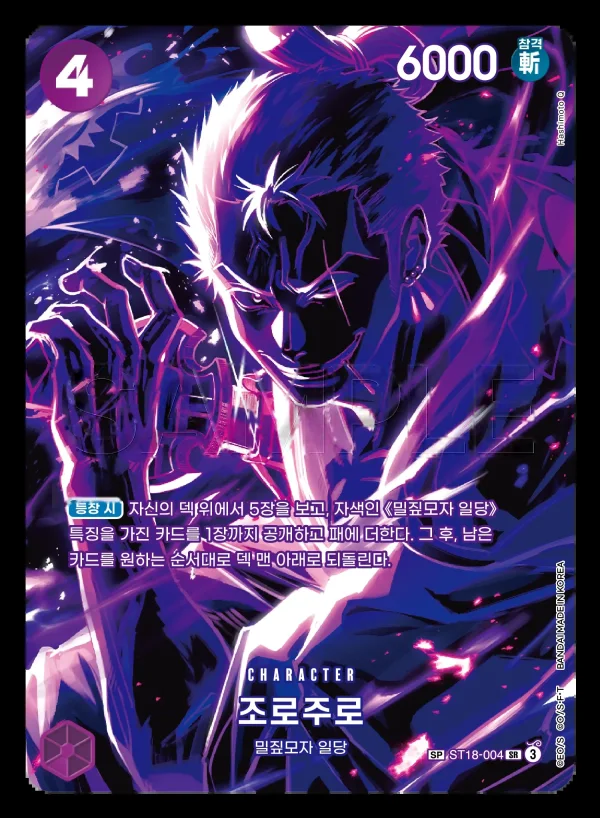 4
6000
참격
斬
Hashimoto Q
SAMPLE
등장 시 자신의 덱 위에서 5장을 보고, 자색인 《밀짚모자 일당》
특징을 가진 카드를 1장까지 공개하고 패에 더한다. 그 후, 남은
카드를 원하는 순서대로 덱 맨 아래로 되돌린다.
CHARACTER
조로주로
밀짚모자 일당
SP ST18-004 SR 3
©EO/S ©O/S·F·T BANDAI MADE IN KOREA